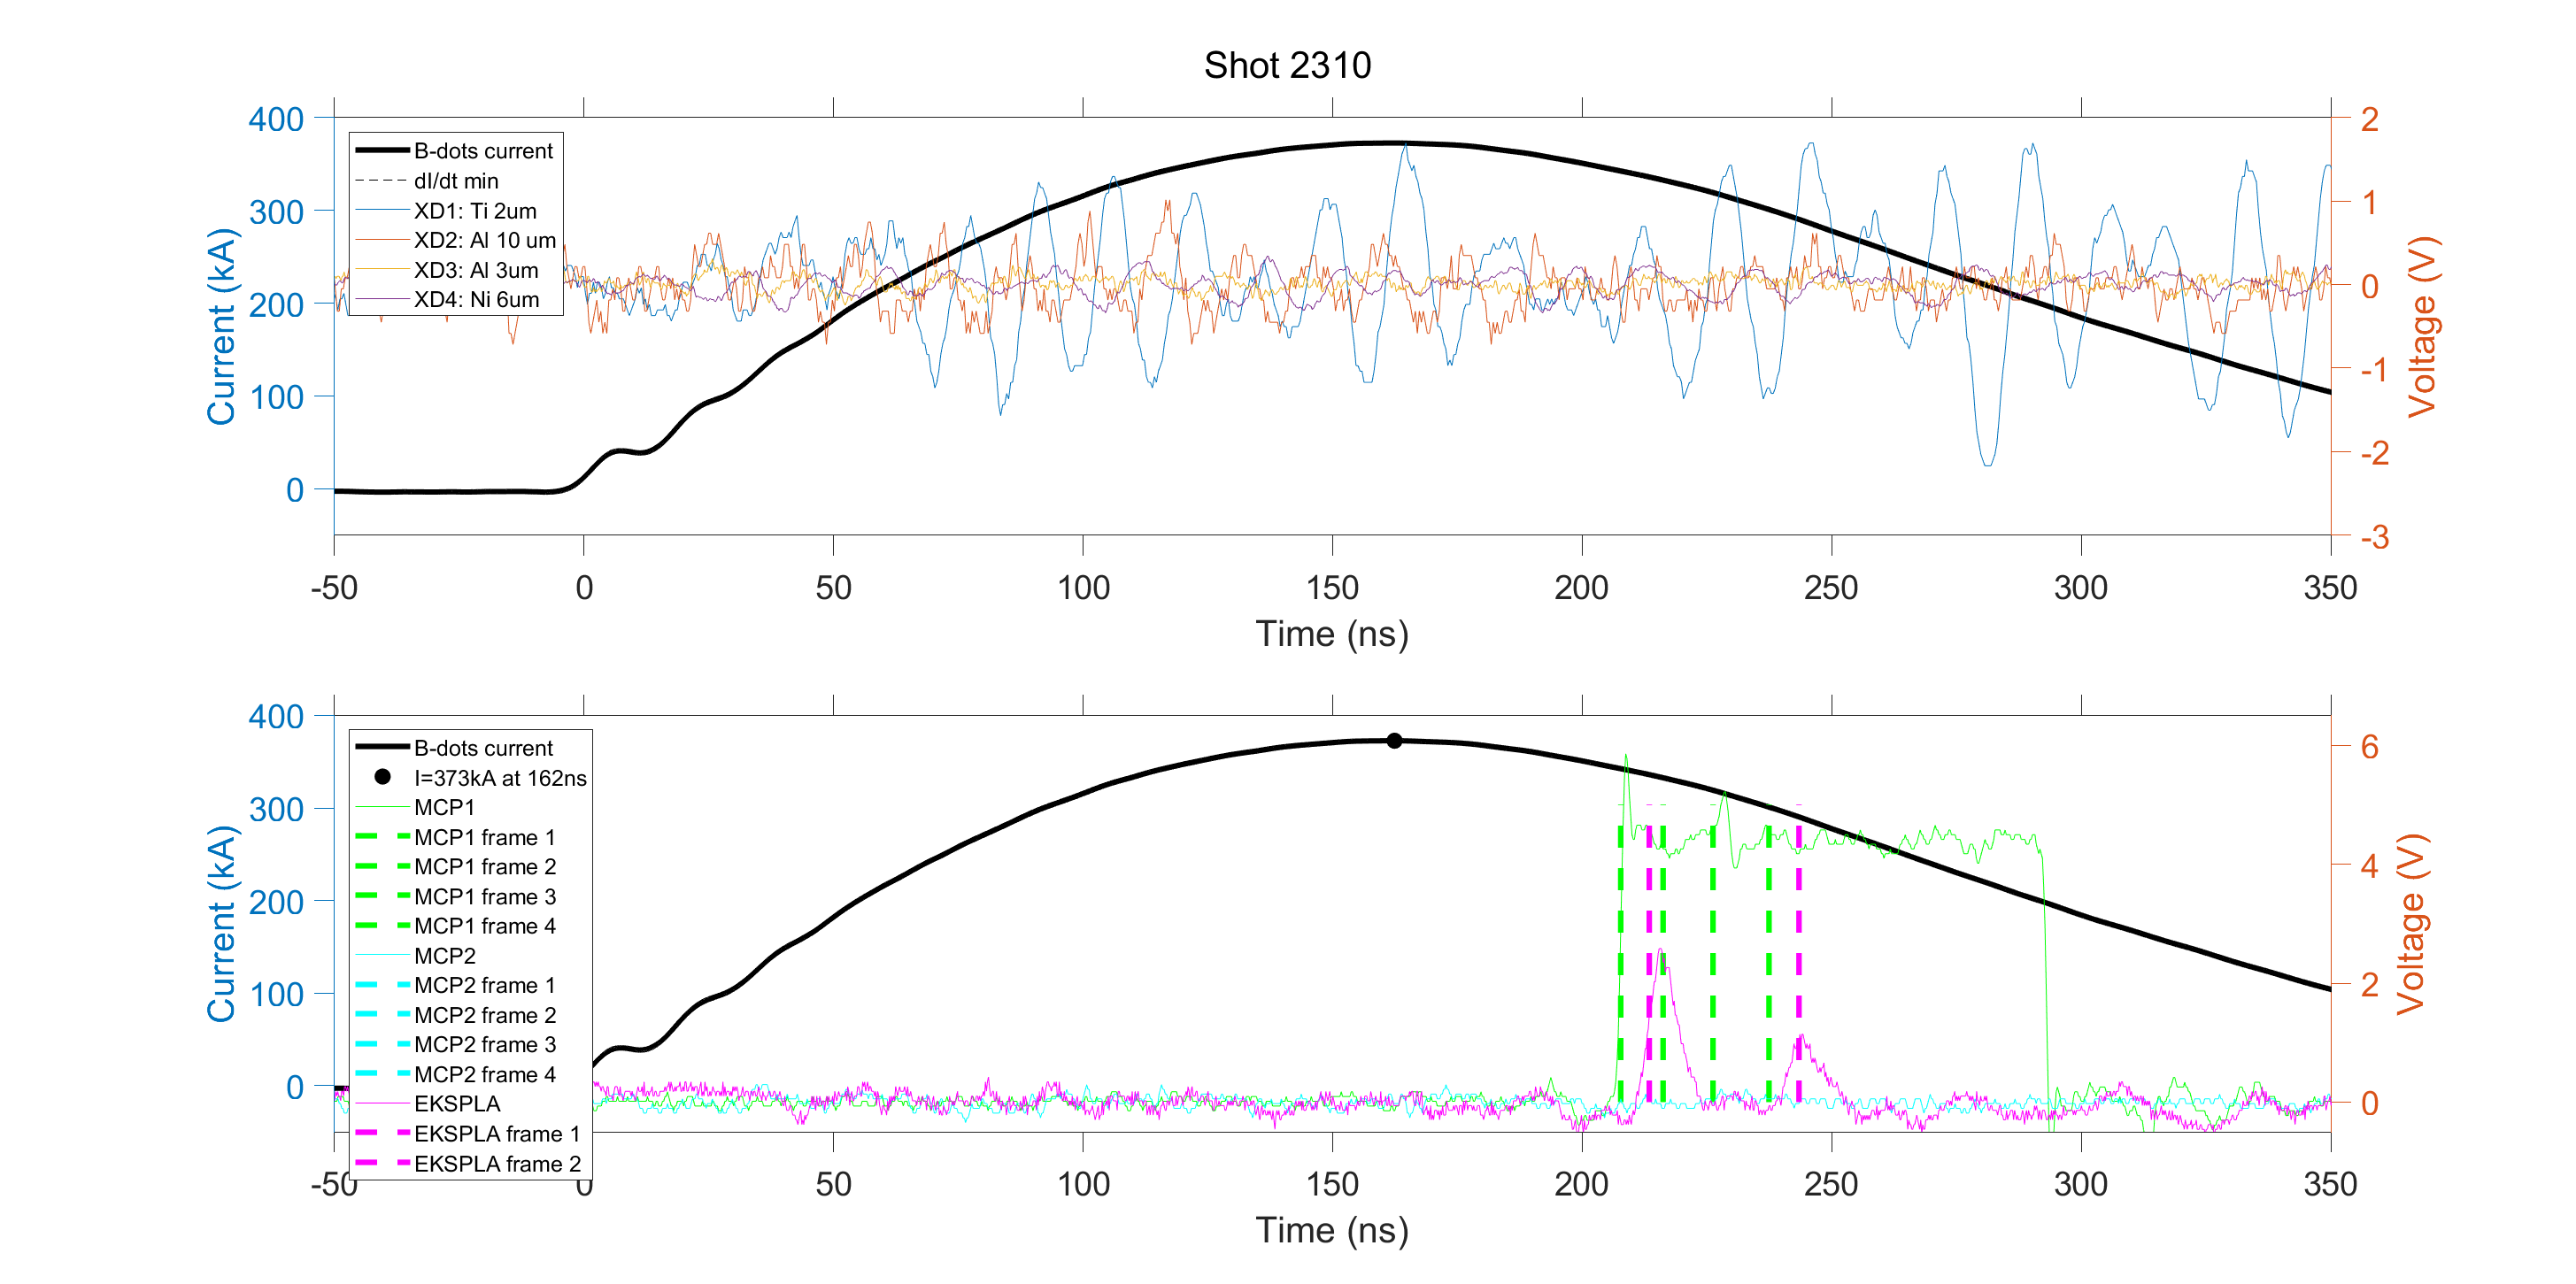 Shot 2310
400
300
200
100
0
Current (kA)
B-dots current
dI/dt min
XD1: Ti 2um
XD2: Al 10 um
XD3: Al 3um
XD4: Ni 6um
2
1
0
-1
-2
-3
Voltage (V)
-50 0 50 100 150 200 250 300 350
Time (ns)
400
300
200
100
0
Current (kA)
B-dots current
I=373kA at 162ns
MCP1
MCP1 frame 1
MCP1 frame 2
MCP1 frame 3
MCP1 frame 4
MCP2
MCP2 frame 1
MCP2 frame 2
MCP2 frame 3
MCP2 frame 4
EKSPLA
EKSPLA frame 1
EKSPLA frame 2
6
4
2
0
Voltage (V)
-50 0 50 100 150 200 250 300 350
Time (ns)